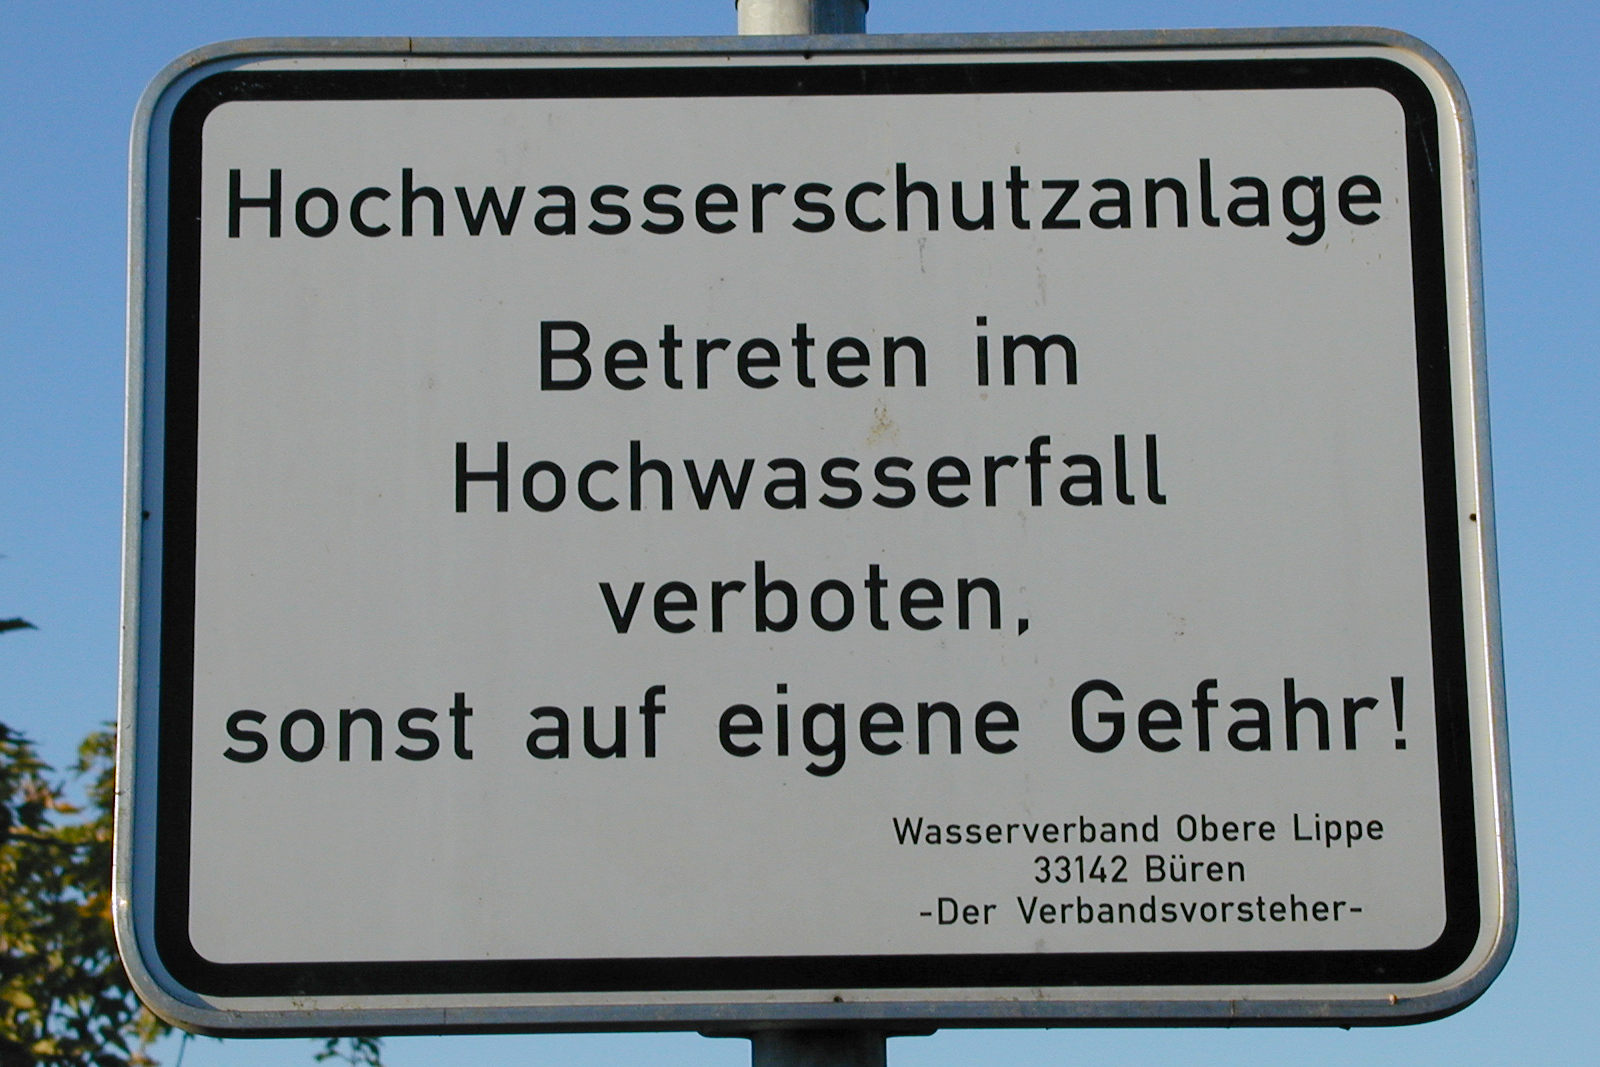 Hochwasserschutzanlage
Betreten im
Hochwasserfall
verboten,
sonst auf eigene Gefahr!
Wasserverband Obere Lippe
33142 Büren
-Der Verbandsvorsteher-